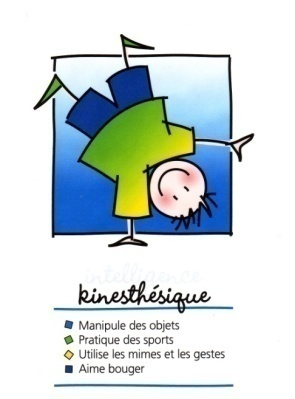 intelligence
kinesthésique
Manipule des objets
Pratique des sports
Utilise les mimes et les gestes
Aime bouger